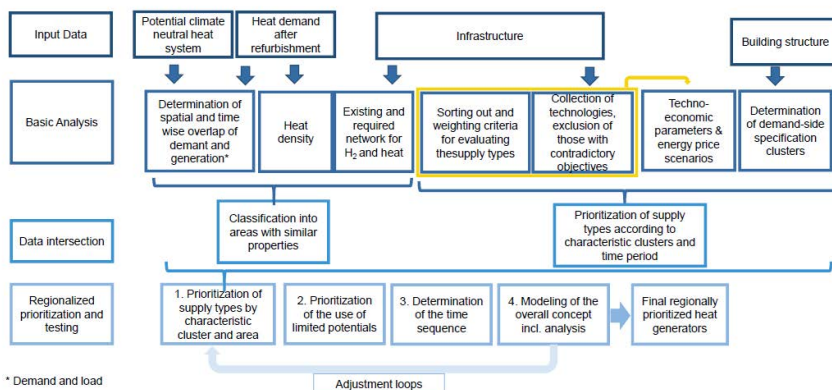 Input Data
Potential climate
neutral heat
system
Heat demand
after
refurbishment
Infrastructure
Building structure
Basic Analysis
Determination of
spatial and time
wise overlap of
demant and
generation*
Heat
density
Existing and
required
network for
H2 and heat
Sorting out and
weighting criteria
for evaluating
thesupply types
Collection of
technologies,
exclusion of
those with
contradictory
objectives
Techno-
economic
parameters &
energy price
scenarios
Determination
of demand-side
specification
clusters
Data intersection
Classification into
areas with similar
properties
Prioritization of supply
types according to
characteristic clusters and
time period
Regionalized
prioritization and
testing
1. Prioritization of
supply types by
characteristic
cluster and area
2. Prioritization
of the use of
limited potentials
3. Determination
of the time
sequence
4. Modeling of the
overall concept
incl. analysis
Final regionally
prioritized heat
generators
* Demand and load
Adjustment loops